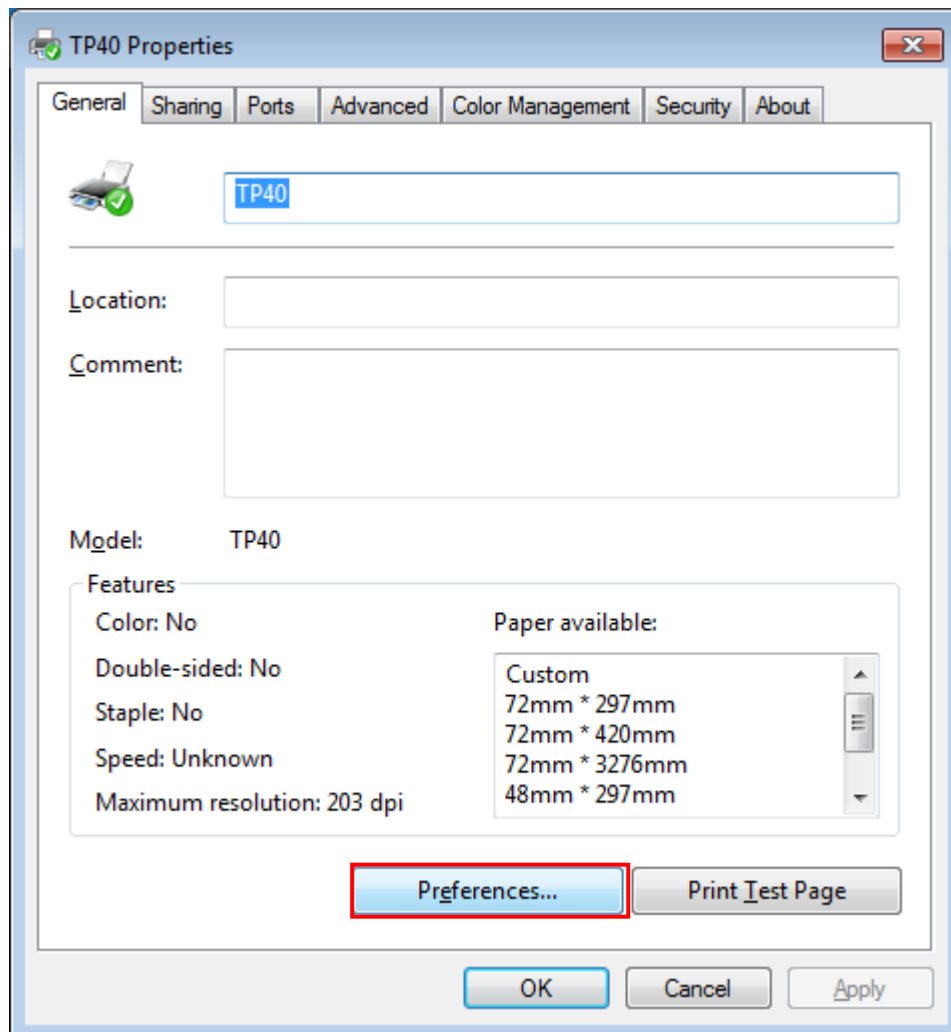 TP40 Properties
General Sharing Ports Advanced Color Management Security About
TP40
Location:
Comment:
Model: TP40
Features
Color: No
Paper available:
Double-sided: No
Staple: No
Speed: Unknown
Maximum resolution: 203 dpi
Custom
72mm * 297mm
72mm * 420mm
72mm * 3276mm
48mm * 297mm
Preferences... Print Test Page
OK Cancel Apply